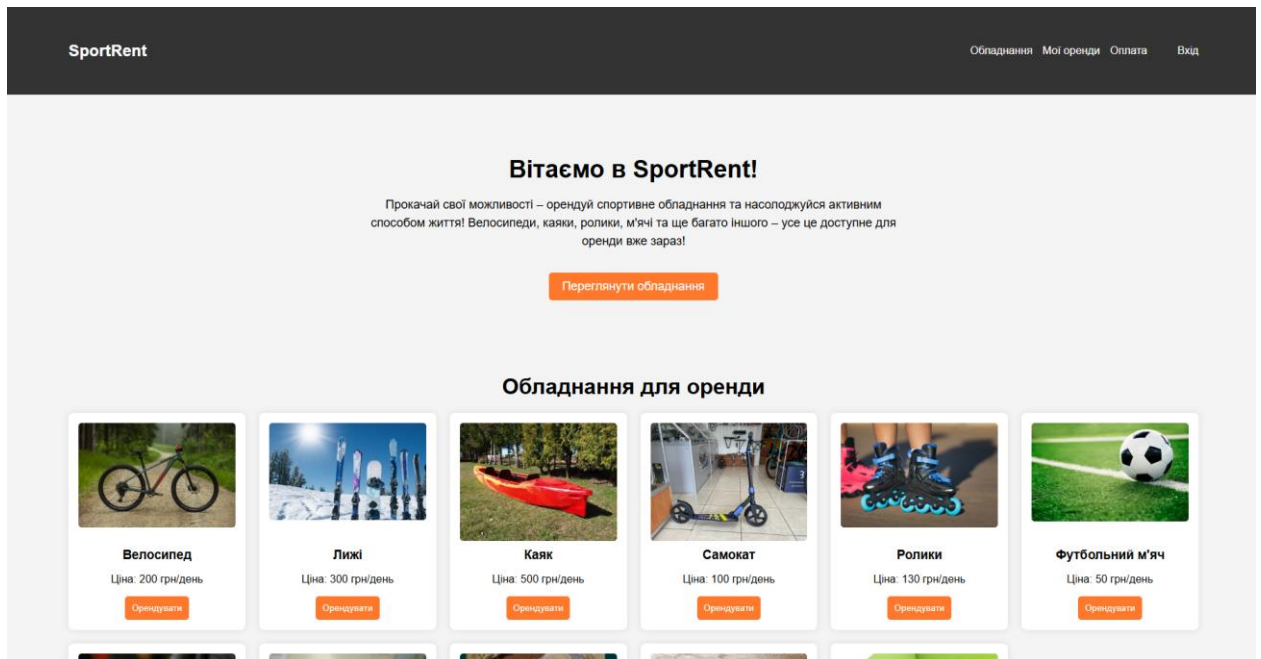 SportRent
Обладнання Мої оренди Оплата Вхід
Вітаємо в SportRent!
Прокачай свої можливості – орендуй спортивне обладнання та насолоджуйся активним
способом життя! Велосипеди, каяки, ролики, м'ячі та ще багато іншого – усе це доступне для
оренди вже зараз!
Переглянути обладнання
Обладнання для оренди
Велосипед
Ціна: 200 грн/день
Орендувати
Лижі
Ціна: 300 грн/день
Орендувати
Каяк
Ціна: 500 грн/день
Орендувати
Самокат
Ціна: 100 грн/день
Орендувати
Ролики
Ціна: 130 грн/день
Орендувати
Футбольний м'яч
Ціна: 50 грн/день
Орендувати